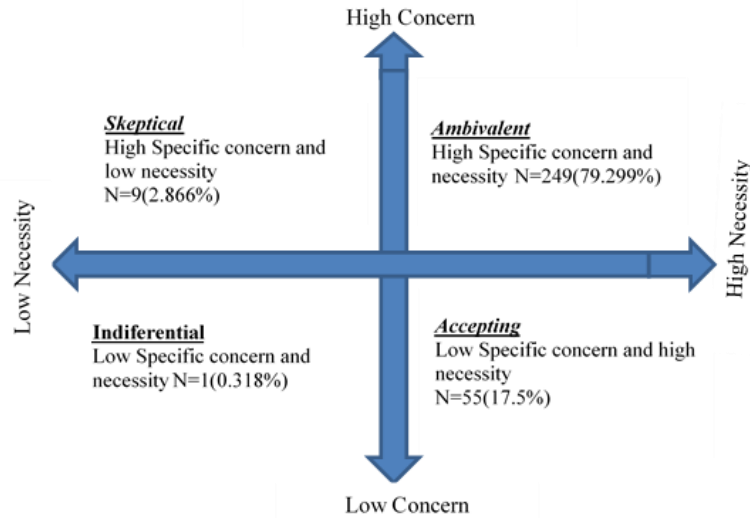 High Concern
Skeptical
High Specific concern and
low necessity
N=9(2.866%)
Ambivalent
High Specific concern and
necessity N=249(79.299%)
Low Necessity
High Necessity
Indiferential
Low Specific concern and
necessity N=1(0.318%)
Accepting
Low Specific concern and high
necessity
N=55(17.5%)
Low Concern